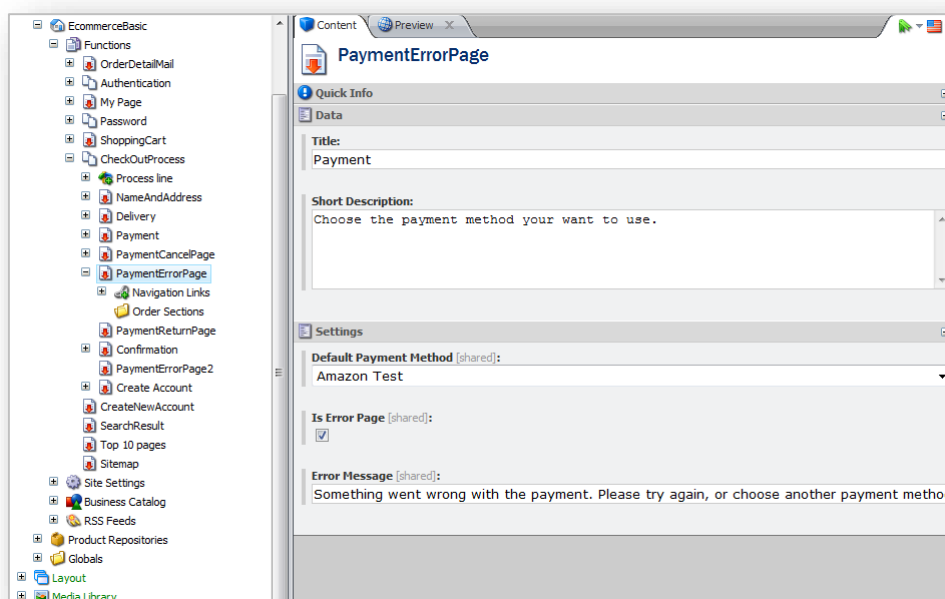 EcommerceBasic
Functions
OrderDetailMail
Authentication
My Page
Password
ShoppingCart
CheckOutProcess
Process line
NameAndAddress
Delivery
Payment
PaymentCancelPage
PaymentErrorPage
Navigation Links
Order Sections
PaymentReturnPage
Confirmation
PaymentErrorPage2
Create Account
CreateNewAccount
SearchResult
Top 10 pages
Sitemap
Site Settings
Business Catalog
RSS Feeds
Product Repositories
Globals
Layout
Media Library
Content Preview
PaymentErrorPage
Quick Info
Data
Title:
Payment
Short Description:
Choose the payment method your want to use.
Settings
Default Payment Method [shared]:
Amazon Test
Is Error Page [shared]:
Error Message [shared]:
Something went wrong with the payment. Please try again, or choose another payment metho